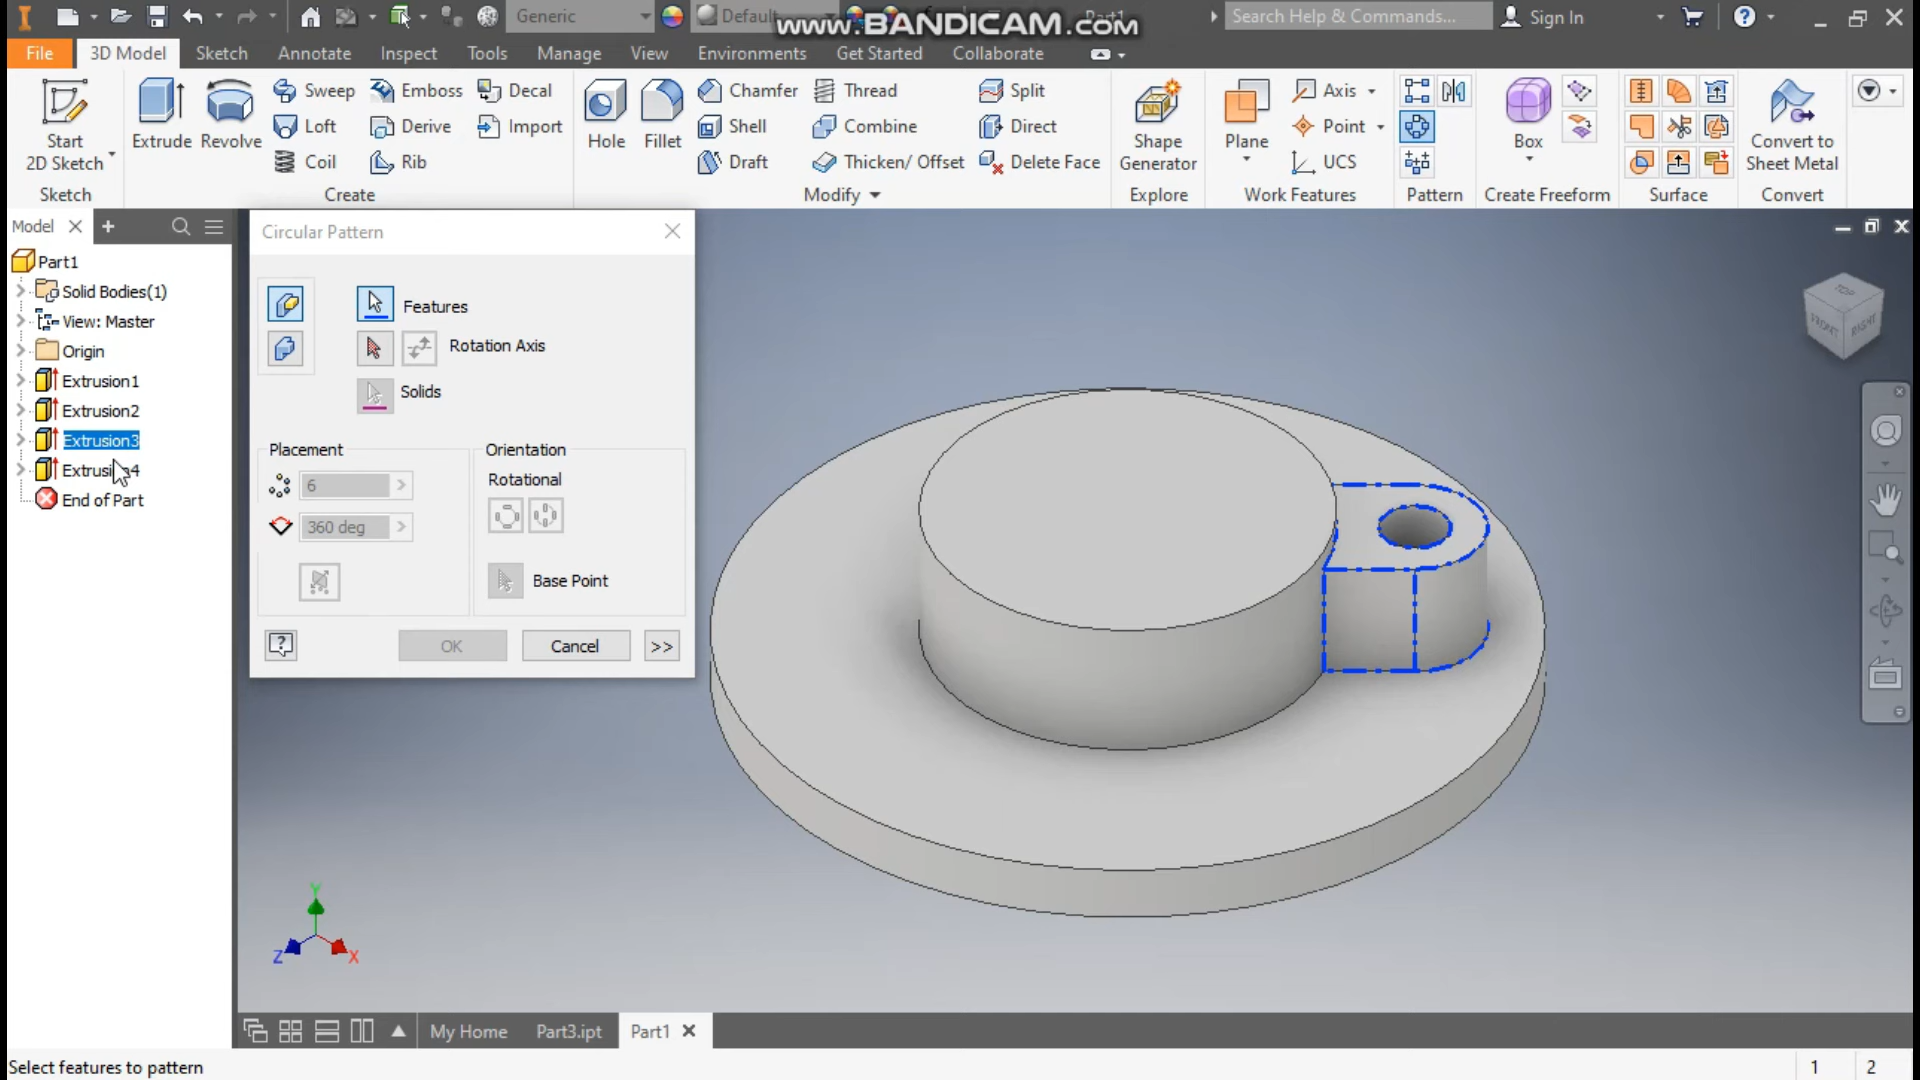 Generic
Default
www.BANDICAM.com
Part1
Search Help & Commands...
Sign In
File
3D Model
Sketch
Annotate
Inspect
Tools
Manage
View
Environments
Get Started
Collaborate
Start
2D Sketch
Sketch
Extrude
Revolve
Sweep
Loft
Coil
Emboss
Derive
Rib
Decal
Import
Create
Hole
Fillet
Chamfer
Shell
Draft
Thread
Combine
Thicken/ Offset
Split
Direct
Delete Face
Modify
Shape
Generator
Explore
Plane
Axis
Point
UCS
Work Features
Pattern
Box
Create Freeform
Surface
Convert to
Sheet Metal
Convert
Model
Part1
Solid Bodies(1)
View: Master
Origin
Extrusion1
Extrusion2
Extrusion3
Extrusion4
End of Part
Circular Pattern
Features
Rotation Axis
Solids
Placement
6
360 deg
Orientation
Rotational
Base Point
OK
Cancel
>>
TOP
FRONT
RIGHT
Y
Z
X
My Home
Part3.ipt
Part1
Select features to pattern
1
2